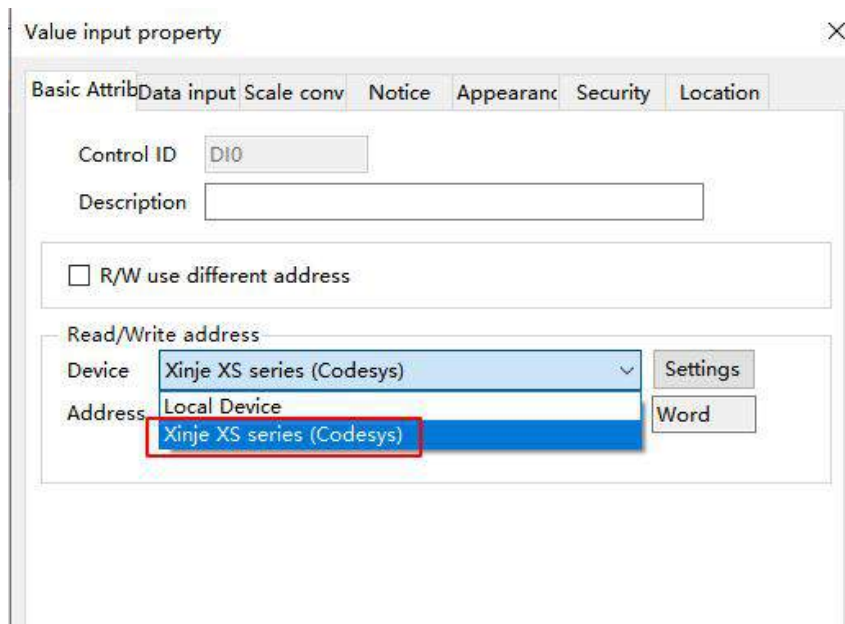 Value input property
Basic Attrib Data input Scale conv Notice Appearanc Security Location
Control ID DI0
Description
R/W use different address
Read/Write address
Device Xinje XS series (Codesys) Settings
Address Local Device Word
Xinje XS series (Codesys)